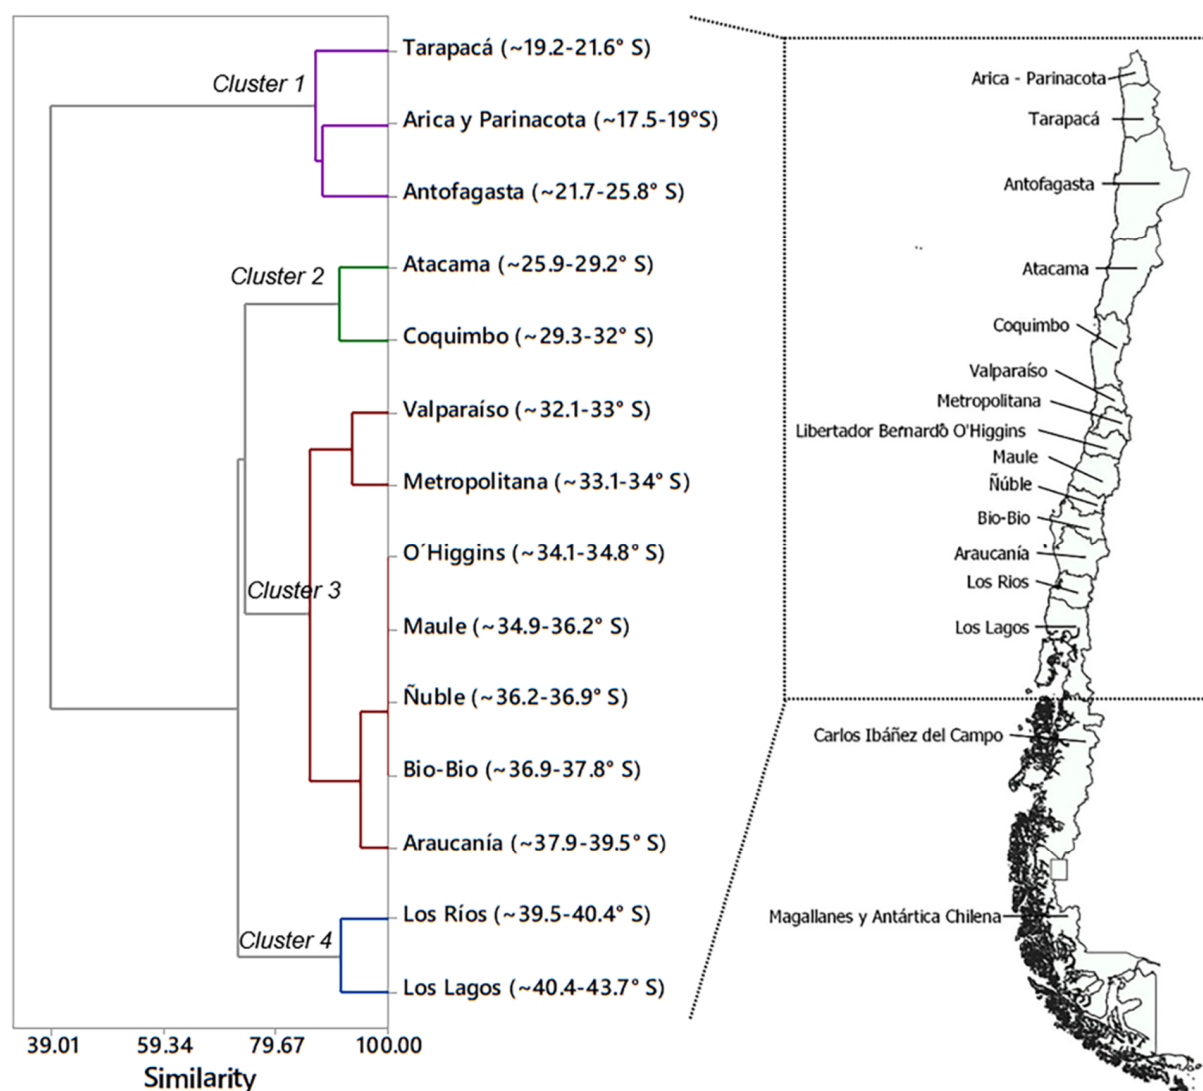 Cluster 1
Tarapacá (~19.2-21.6° S)
Arica y Parinacota (~17.5-19°S)
Antofagasta (~21.7-25.8° S)
Cluster 2
Atacama (~25.9-29.2° S)
Coquimbo (~29.3-32° S)
Valparaíso (~32.1-33° S)
Metropolitana (~33.1-34° S)
O´Higgins (~34.1-34.8° S)
Cluster 3
Maule (~34.9-36.2° S)
Ñuble (~36.2-36.9° S)
Bio-Bio (~36.9-37.8° S)
Araucanía (~37.9-39.5° S)
Los Ríos (~39.5-40.4° S)
Cluster 4
Los Lagos (~40.4-43.7° S)
39.01 59.34 79.67 100.00
Similarity
Arica - Parinacota
Tarapacá
Antofagasta
Atacama
Coquimbo
Valparaíso
Metropolitana
Libertador Bernardo O'Higgins
Maule
Ñúble
Bio-Bio
Araucanía
Los Rios
Los Lagos
Carlos Ibáñez del Campo
Magallanes y Antártica Chilena